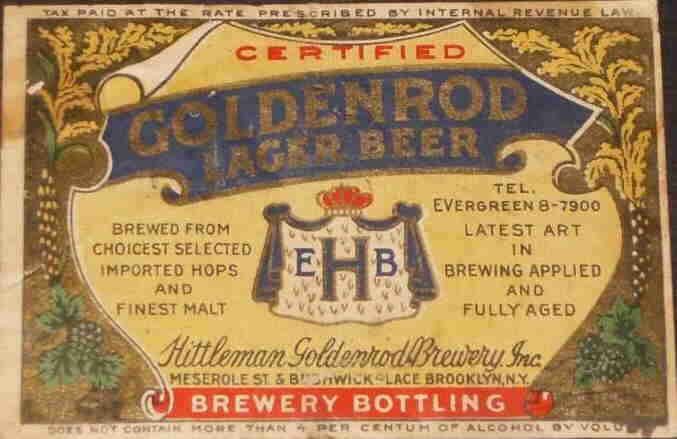 TAX PAID AT THE RATE PRESCRIBED BY INTERNAL REVENUE LAW
CERTIFIED
GOLDENROD
LAGER BEER
BREWED FROM
CHOICEST SELECTED
IMPORTED HOPS
AND
FINEST MALT
EHB
TEL.
EVERGREEN 8-7900
LATEST ART
IN
BREWING APPLIED
AND
FULLY AGED
Hittleman Goldenrod Brewery, Inc.
MESEROLE ST. & BUSHWICK PLACE BROOKLYN, N.Y.
BREWERY BOTTLING
DOES NOT CONTAIN MORE THAN 4 PER CENTUM OF ALCOHOL BY VOLU